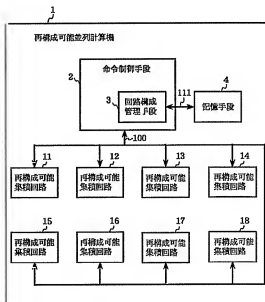 1
再構成可能並列計算機
命令制御手段
2
3
回路構成
管理手段
111
4
記憶手段
100
11
再構成可能
集積回路
12
再構成可能
集積回路
13
再構成可能
集積回路
14
再構成可能
集積回路
15
再構成可能
集積回路
16
再構成可能
集積回路
17
再構成可能
集積回路
18
再構成可能
集積回路